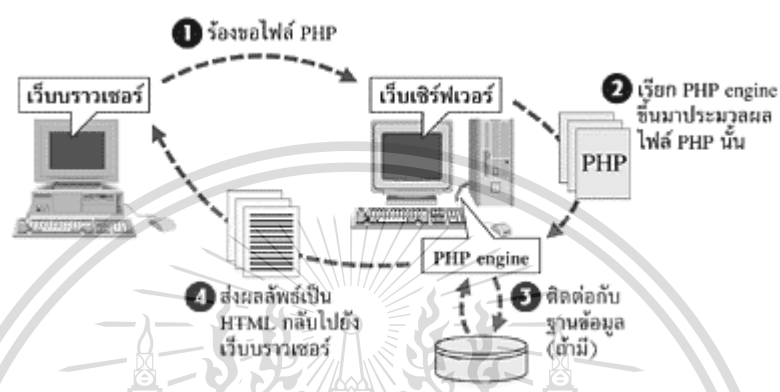 1 ร้องขอไฟล์ PHP
เว็บบราวเซอร์
เว็บเซิร์ฟเวอร์
2 เรียก PHP engine
ขึ้นมาประมวลผล
ไฟล์ PHP นั้น
PHP
PHP engine
3 ติดต่อกับ
ฐานข้อมูล
(ถ้ามี)
4 ส่งผลลัพธ์เป็น
HTML กลับไปยัง
เว็บบราวเซอร์